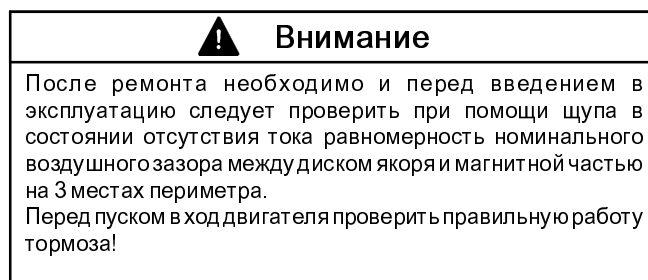 Внимание
После ремонта необходимо и перед введением в
эксплуатацию следует проверить при помощи щупа в
состоянии отсутствия тока равномерность номинального
воздушного зазора между диском якоря и магнитной частью
на 3 местах периметра.
Перед пуском в ход двигателя проверить правильную работу
тормоза!